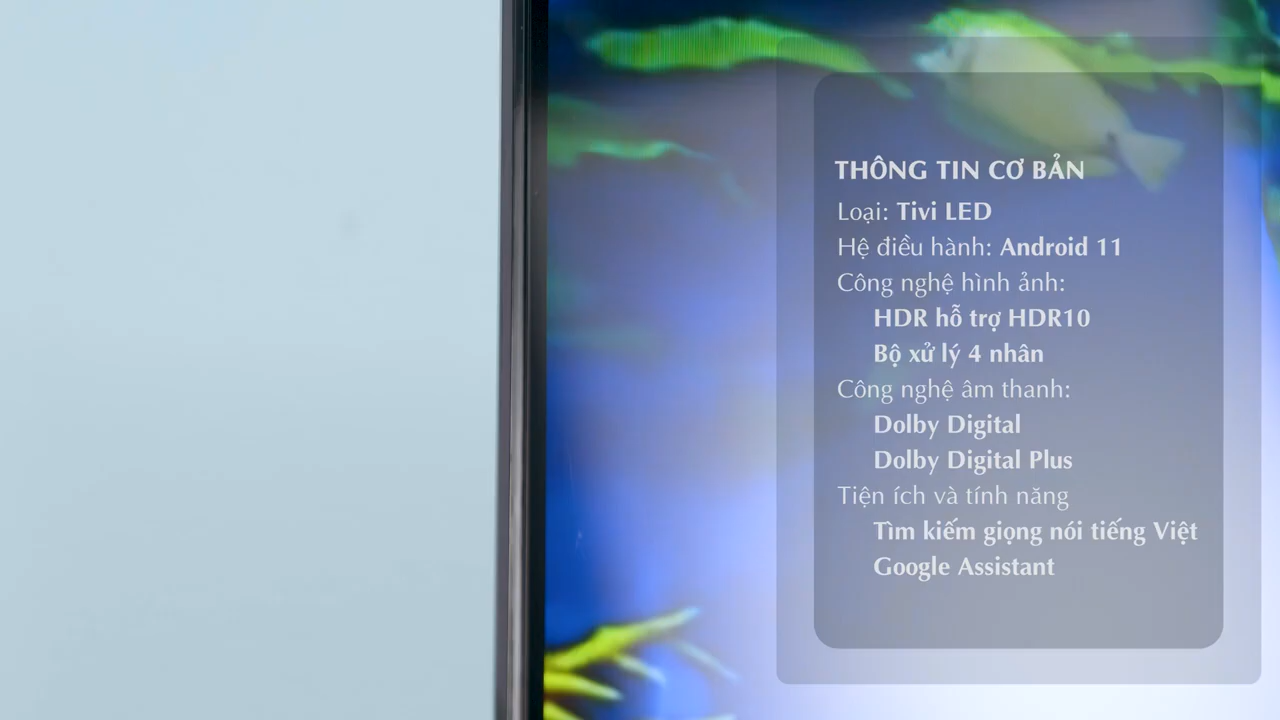 THÔNG TIN CƠ BẢN
Loại: Tivi LED
Hệ điều hành: Android 11
Công nghệ hình ảnh:
HDR hỗ trợ HDR10
Bộ xử lý 4 nhân
Công nghệ âm thanh:
Dolby Digital
Dolby Digital Plus
Tiện ích và tính năng
Tìm kiếm giọng nói tiếng Việt
Google Assistant